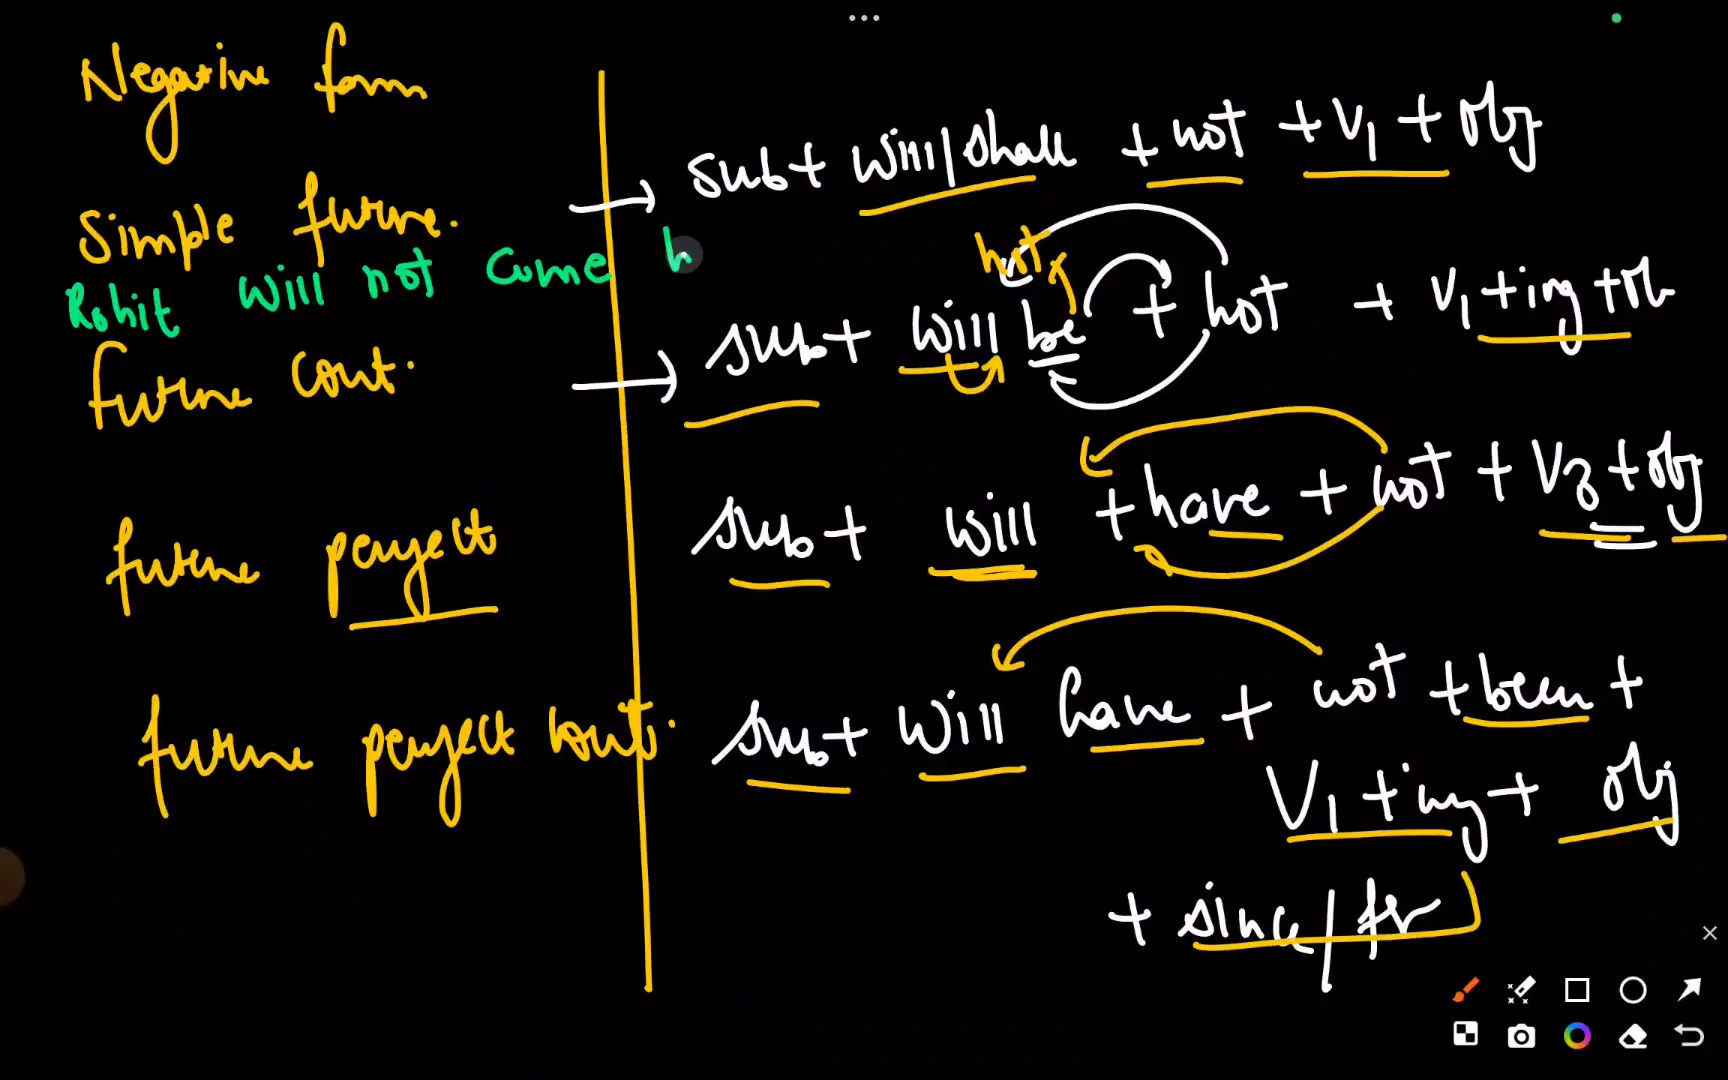 Negative form
sub + will/shall + not + V1 + obj
Simple future.
Rohit will not come h
not x
sub + will be + not + V1 + ing + ob
future cont.
sub + will + have + not + V3 + obj
future perfect
sub + will have + not + been +
future perfect cont.
V1 + ing + obj
+ since/for